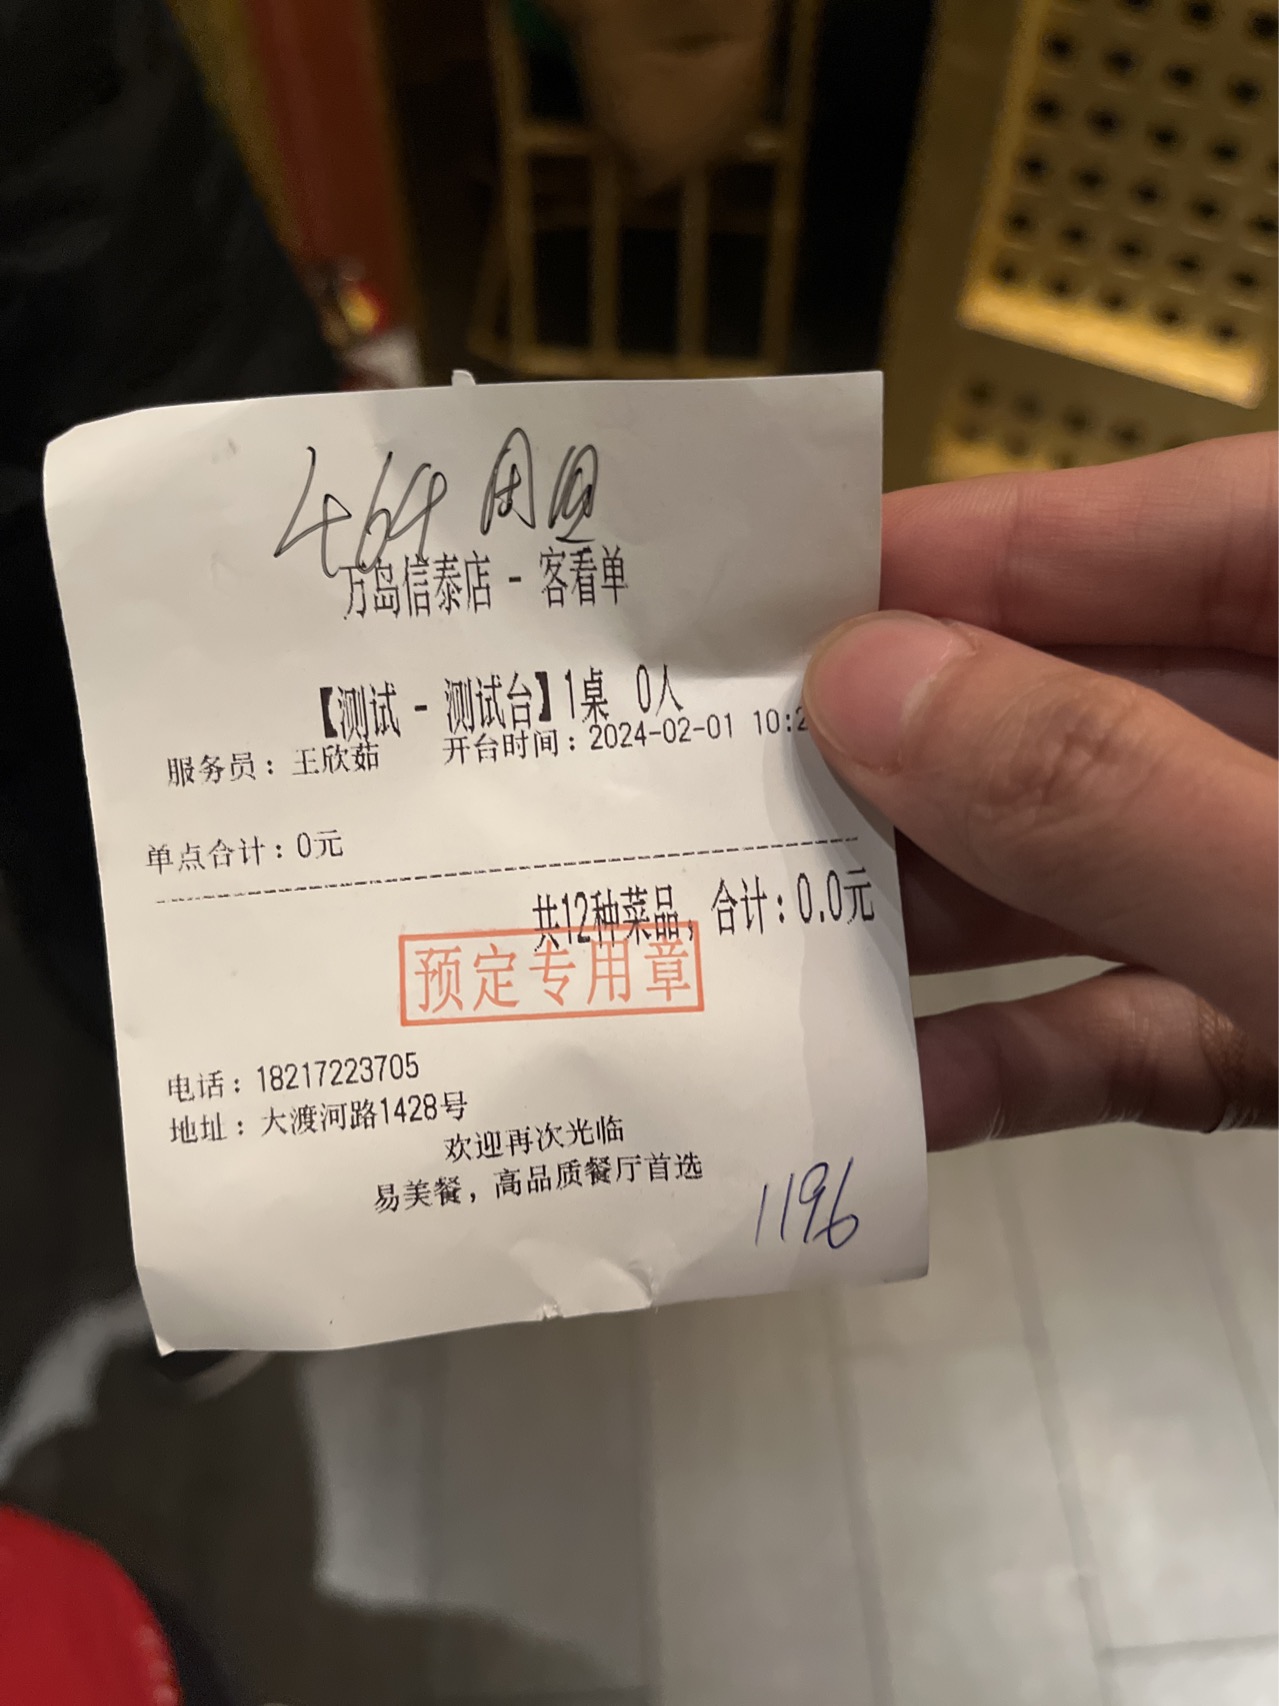 464 周
万岛信泰店 - 客看单
【测试 - 测试台】1桌 0人
服务员：王欣茹 开台时间：2024-02-01 10:2
单点合计：0元
共12种菜品，合计：0.0元
预定专用章
电话：18217223705
地址：大渡河路1428号
欢迎再次光临
易美餐，高品质餐厅首选
1196